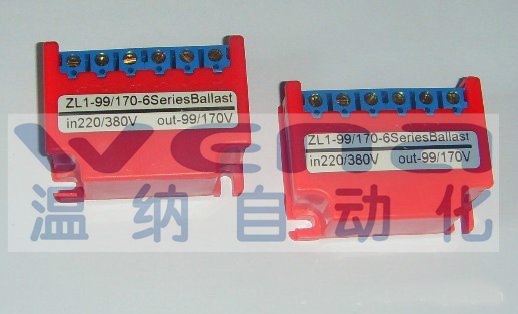 ZL1-99/170-6SeriesBallast
in220/380V out-99/170V
ZL1-99/170-6SeriesBallast
in220/380V out-99/170V
WENA
温纳自动化